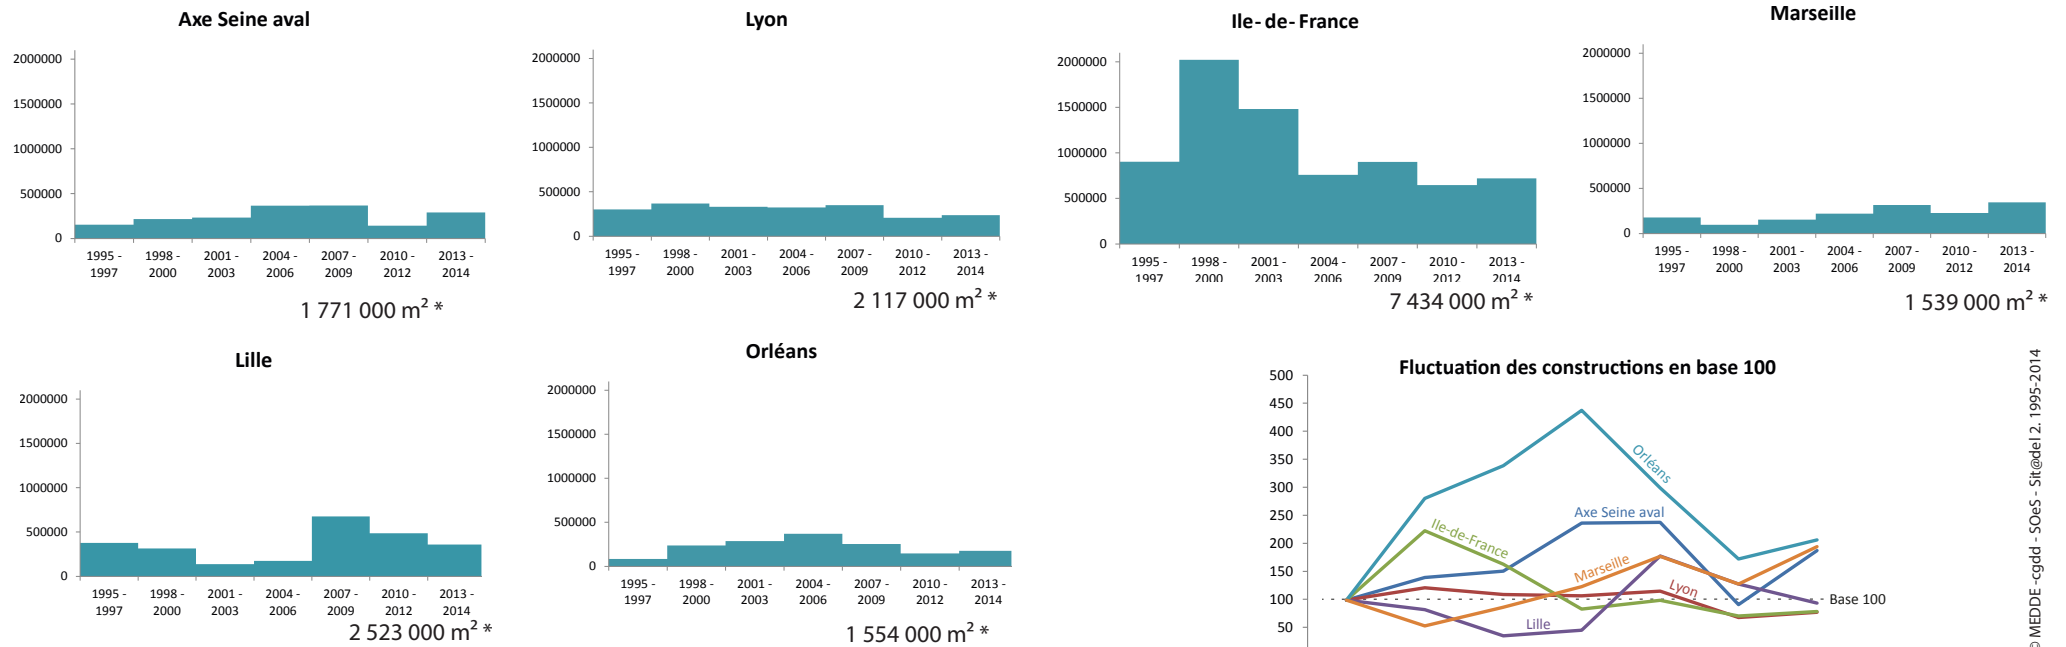 Axe Seine aval
2000000
1500000
1000000
500000
0
1995 - 1998 - 2001 - 2004 - 2007 - 2010 - 2013 -
1997 2000 2003 2006 2009 2012 2014
1 771 000 m² *
Lyon
2000000
1500000
1000000
500000
0
1995 - 1998 - 2001 - 2004 - 2007 - 2010 - 2013 -
1997 2000 2003 2006 2009 2012 2014
2 117 000 m² *
Ile- de- France
2000000
1500000
1000000
500000
0
1995 - 1998 - 2001 - 2004 - 2007 - 2010 - 2013 -
1997 2000 2003 2006 2009 2012 2014
7 434 000 m² *
Marseille
2000000
1500000
1000000
500000
0
1995 - 1998 - 2001 - 2004 - 2007 - 2010 - 2013 -
1997 2000 2003 2006 2009 2012 2014
1 539 000 m² *
Lille
2000000
1500000
1000000
500000
0
1995 - 1998 - 2001 - 2004 - 2007 - 2010 - 2013 -
1997 2000 2003 2006 2009 2012 2014
2 523 000 m² *
Orléans
2000000
1500000
1000000
500000
0
1995 - 1998 - 2001 - 2004 - 2007 - 2010 - 2013 -
1997 2000 2003 2006 2009 2012 2014
1 554 000 m² *
Fluctuation des constructions en base 100
500
450
400
350
300
250
200
150
100
50
Orléans
Axe Seine aval
Ile-de-France
Marseille
Lyon
Lille
Base 100
© MEDDE -cgdd - SOeS - Sit@del 2. 1995-2014